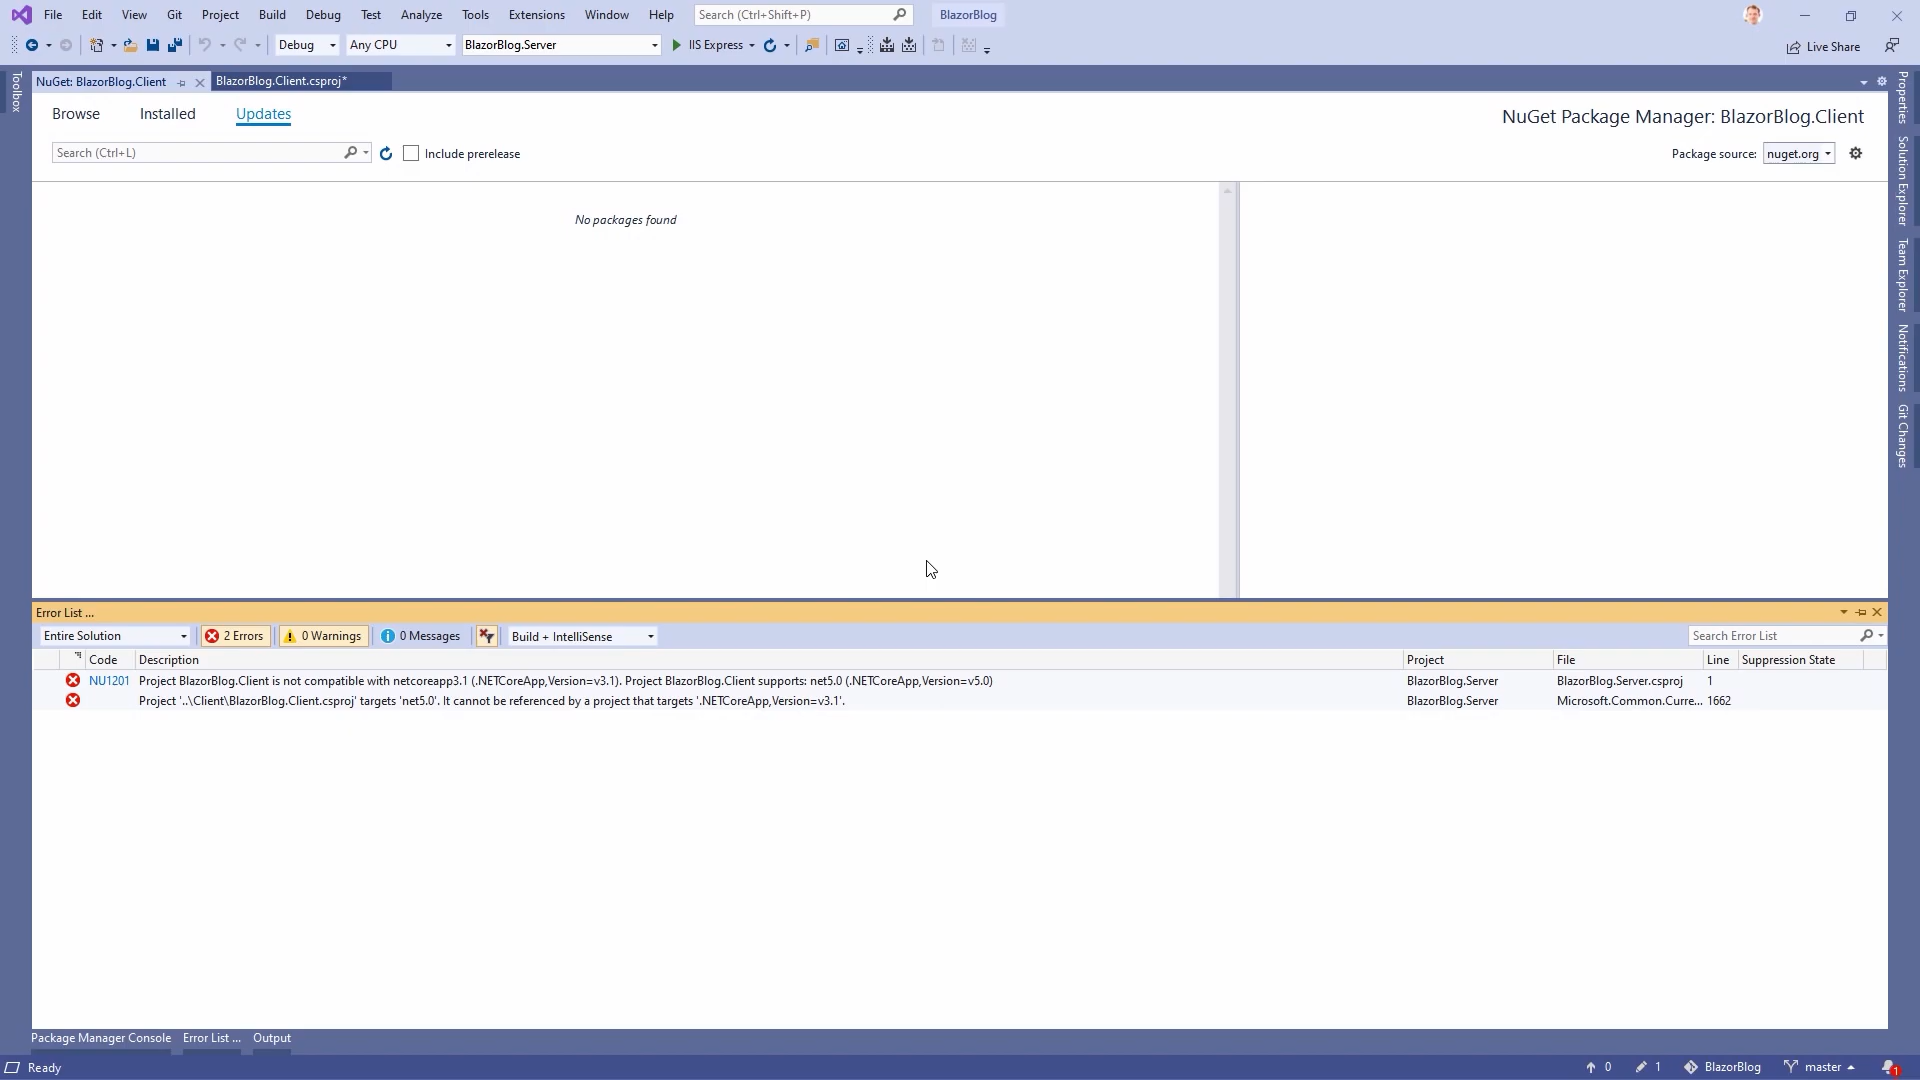 File Edit View Git Project Build Debug Test Analyze Tools Extensions Window Help Search (Ctrl+Shift+P) BlazorBlog
Debug Any CPU BlazorBlog.Server IIS Express Live Share
Toolbox
NuGet: BlazorBlog.Client BlazorBlog.Client.csproj*
Browse Installed Updates NuGet Package Manager: BlazorBlog.Client
Search (Ctrl+L) Include prerelease Package source: nuget.org
No packages found
Properties
Solution Explorer
Team Explorer
Notifications
Git Changes
Error List ...
Entire Solution 2 Errors 0 Warnings 0 Messages Build + IntelliSense Search Error List
Code Description Project File Line Suppression State
NU1201 Project BlazorBlog.Client is not compatible with netcoreapp3.1 (.NETCoreApp,Version=v3.1). Project BlazorBlog.Client supports: net5.0 (.NETCoreApp,Version=v5.0) BlazorBlog.Server BlazorBlog.Server.csproj 1
Project '..\Client\BlazorBlog.Client.csproj' targets 'net5.0'. It cannot be referenced by a project that targets '.NETCoreApp,Version=v3.1'. BlazorBlog.Server Microsoft.Common.Curre... 1662
Package Manager Console Error List ... Output
Ready 0 1 BlazorBlog master 1